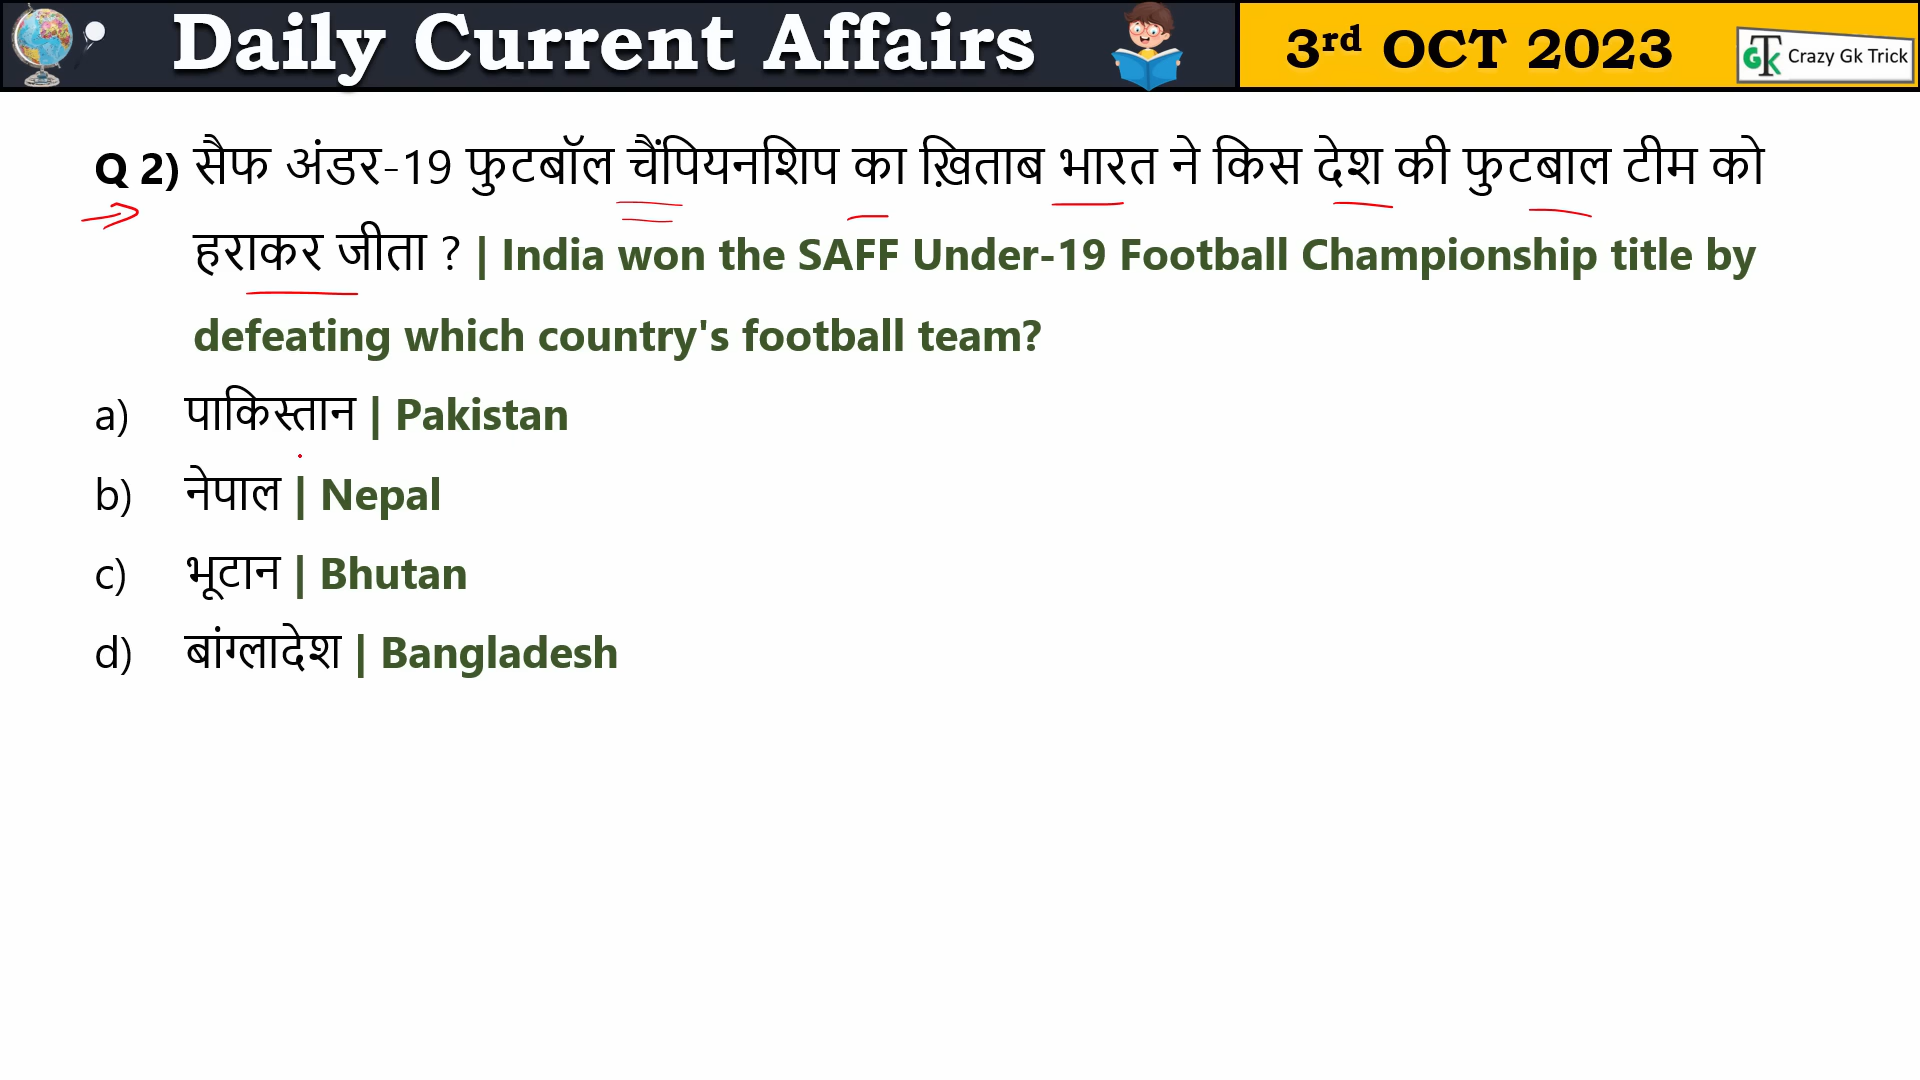 Daily Current Affairs
3rd OCT 2023
GTK Crazy Gk Trick
Q 2) सैफ अंडर-19 फुटबॉल चैंपियनशिप का ख़िताब भारत ने किस देश की फुटबाल टीम को
हराकर जीता ? | India won the SAFF Under-19 Football Championship title by
defeating which country's football team?
a) पाकिस्तान | Pakistan
b) नेपाल | Nepal
c) भूटान | Bhutan
d) बांग्लादेश | Bangladesh